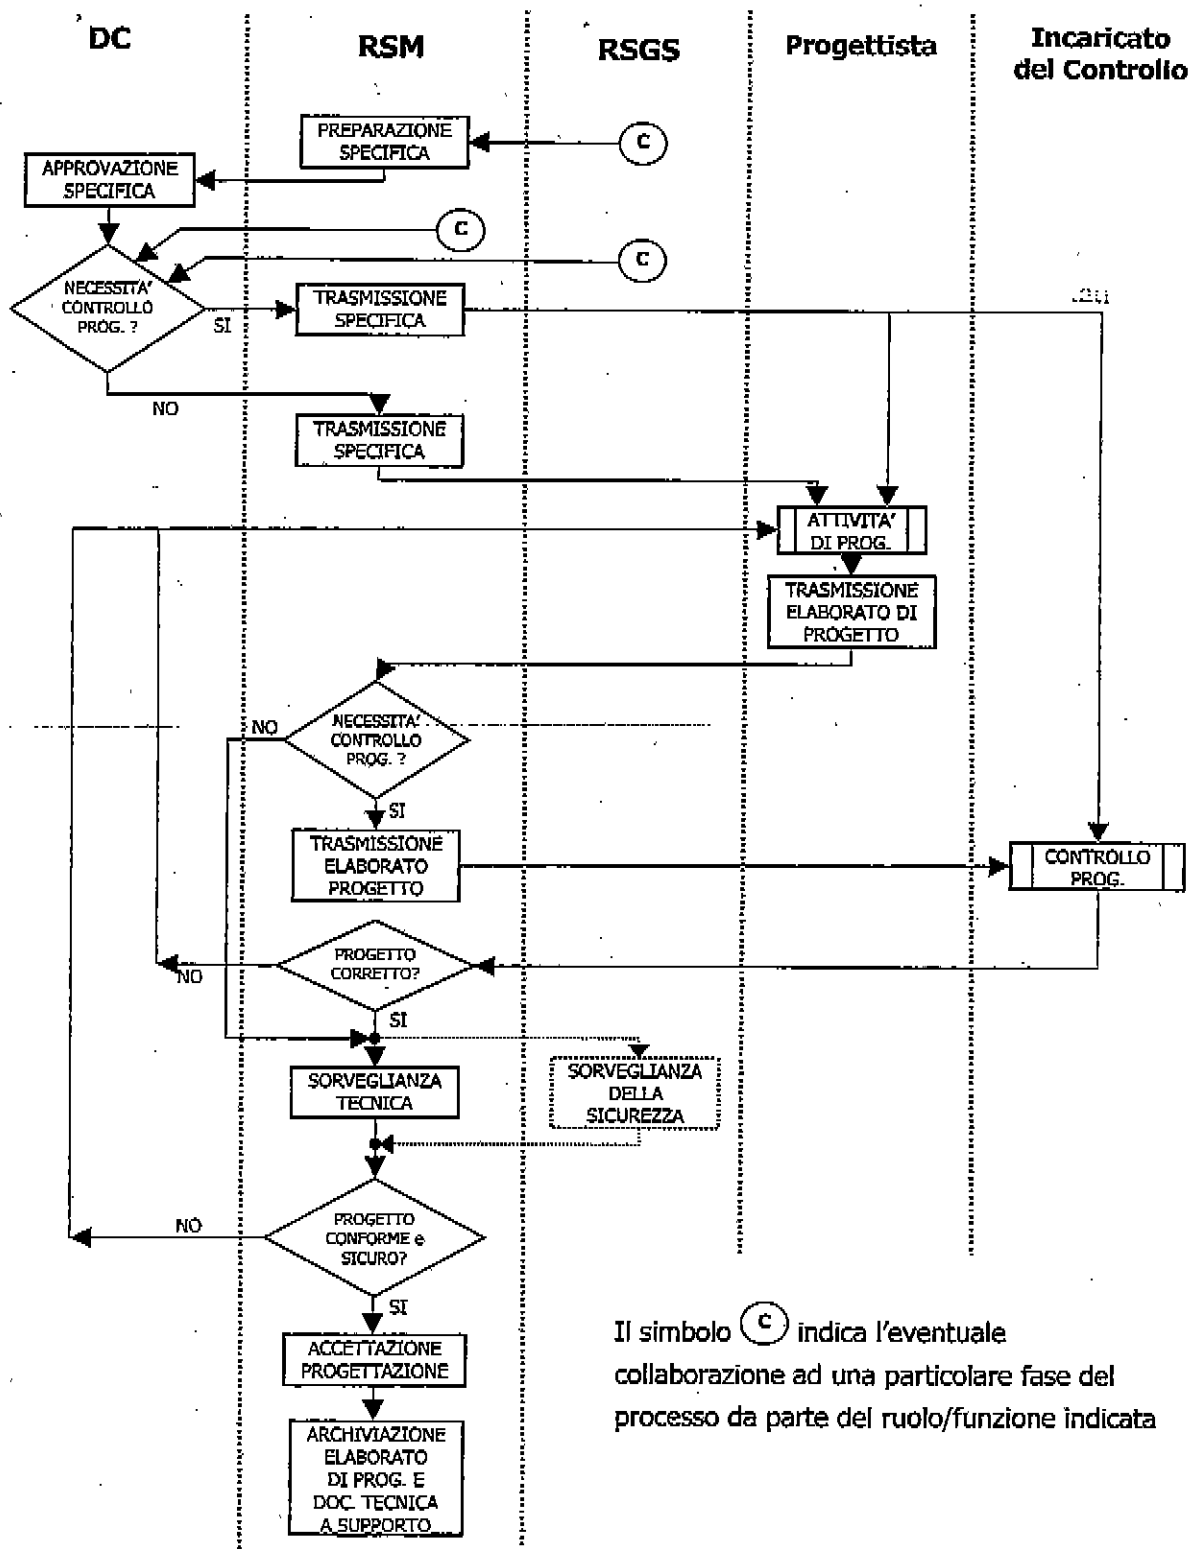 DC
RSM
RSGS
Progettista
Incaricato
del Controllo
PREPARAZIONE
SPECIFICA
C
APPROVAZIONE
SPECIFICA
C
C
NECESSITA'
CONTROLLO
PROG. ?
SI
TRASMISSIONE
SPECIFICA
NO
TRASMISSIONE
SPECIFICA
ATTIVITA'
DI PROG.
TRASMISSIONE
ELABORATO DI
PROGETTO
NO
NECESSITA'
CONTROLLO
PROG. ?
SI
TRASMISSIONE
ELABORATO
PROGETTO
CONTROLLO
PROG.
PROGETTO
CORRETTO?
NO
SI
SORVEGLIANZA
TECNICA
SORVEGLIANZA
DELLA
SICUREZZA
NO
PROGETTO
CONFORME e
SICURO?
SI
ACCETTAZIONE
PROGETTAZIONE
ARCHIVIAZIONE
ELABORATO
DI PROG. E
DOC. TECNICA
A SUPPORTO
Il simbolo C indica l'eventuale
collaborazione ad una particolare fase del
processo da parte del ruolo/funzione indicata